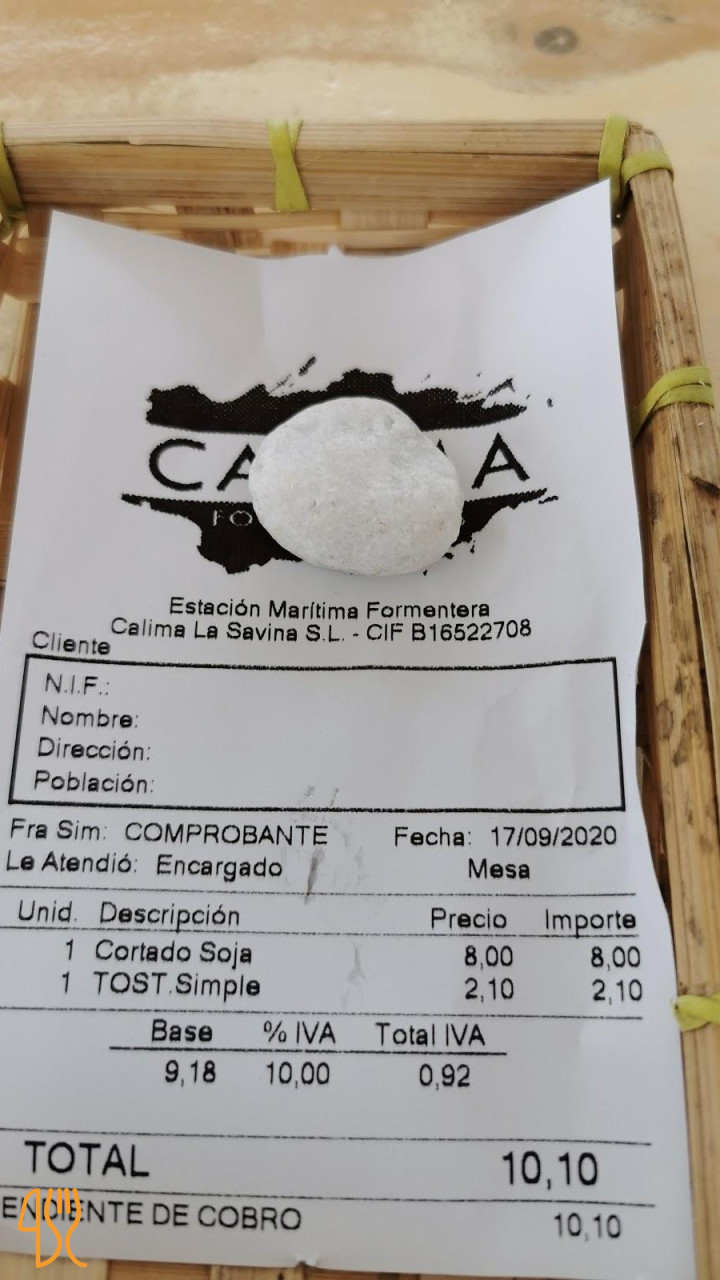 CA A
FO
Estación Marítima Formentera
Calima La Savina S.L. - CIF B16522708
Cliente
N.I.F.:
Nombre:
Dirección:
Población:
Fra Sim: COMPROBANTE Fecha: 17/09/2020
Le Atendió: Encargado Mesa
Unid. Descripción Precio Importe
1 Cortado Soja 8,00 8,00
1 TOST.Simple 2,10 2,10
Base % IVA Total IVA
9,18 10,00 0,92
TOTAL 10,10
ENDIENTE DE COBRO 10,10